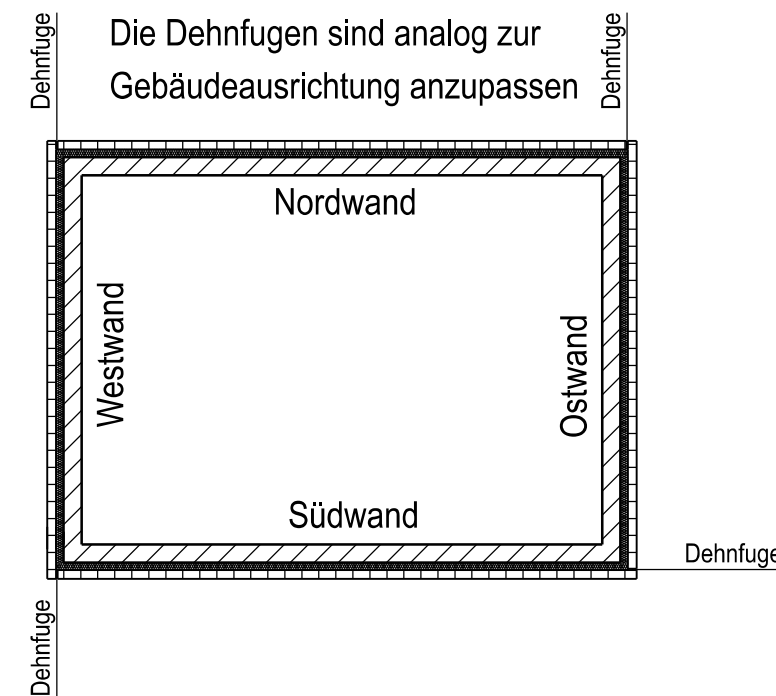 Dehnfuge
Die Dehnfugen sind analog zur
Gebäudeausrichtung anzupassen
Dehnfuge
Nordwand
Westwand
Ostwand
Südwand
Dehnfuge
Dehnfuge